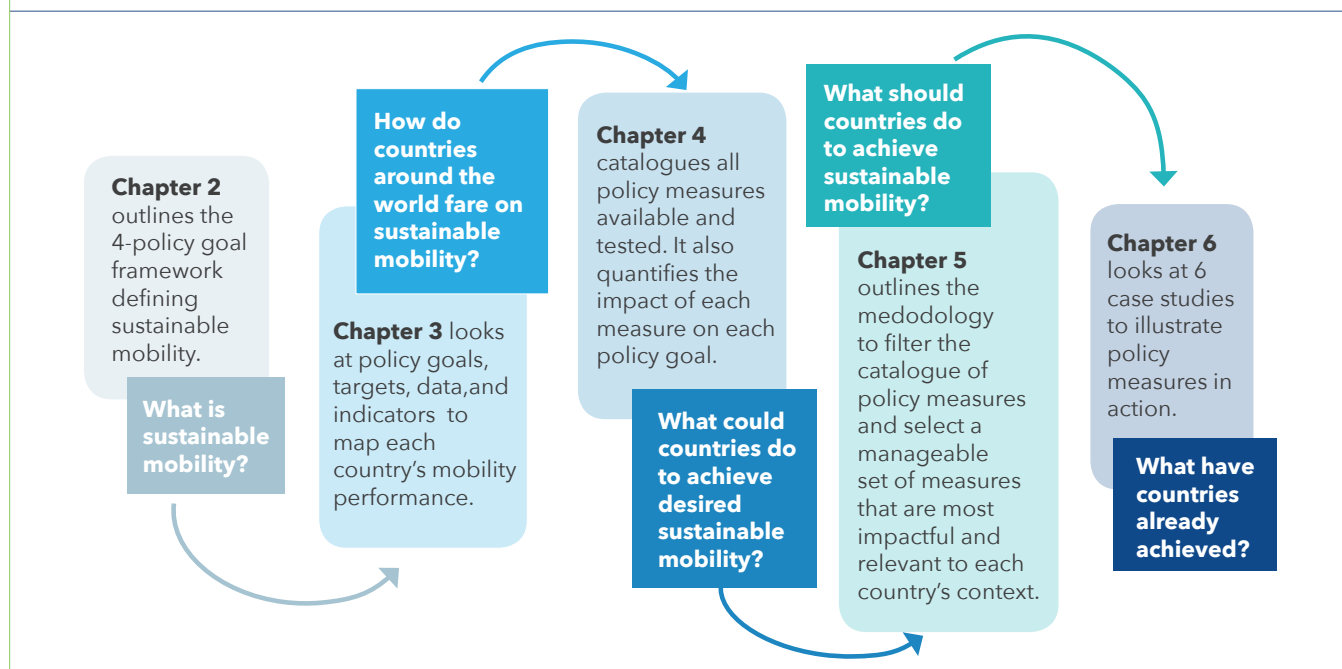 Chapter 2
outlines the
4-policy goal
framework
defining
sustainable
mobility.
What is
sustainable
mobility?
How do
countries
around the
world fare on
sustainable
mobility?
Chapter 3 looks
at policy goals,
targets, data,and
indicators to
map each
country's mobility
performance.
Chapter 4
catalogues all
policy measures
available and
tested. It also
quantifies the
impact of each
measure on each
policy goal.
What could
countries do
to achieve
desired
sustainable
mobility?
What should
countries do
to achieve
sustainable
mobility?
Chapter 5
outlines the
medodology
to filter the
catalogue of
policy measures
and select a
manageable
set of measures
that are most
impactful and
relevant to each
country's context.
Chapter 6
looks at 6
case studies
to illustrate
policy
measures in
action.
What have
countries
already
achieved?